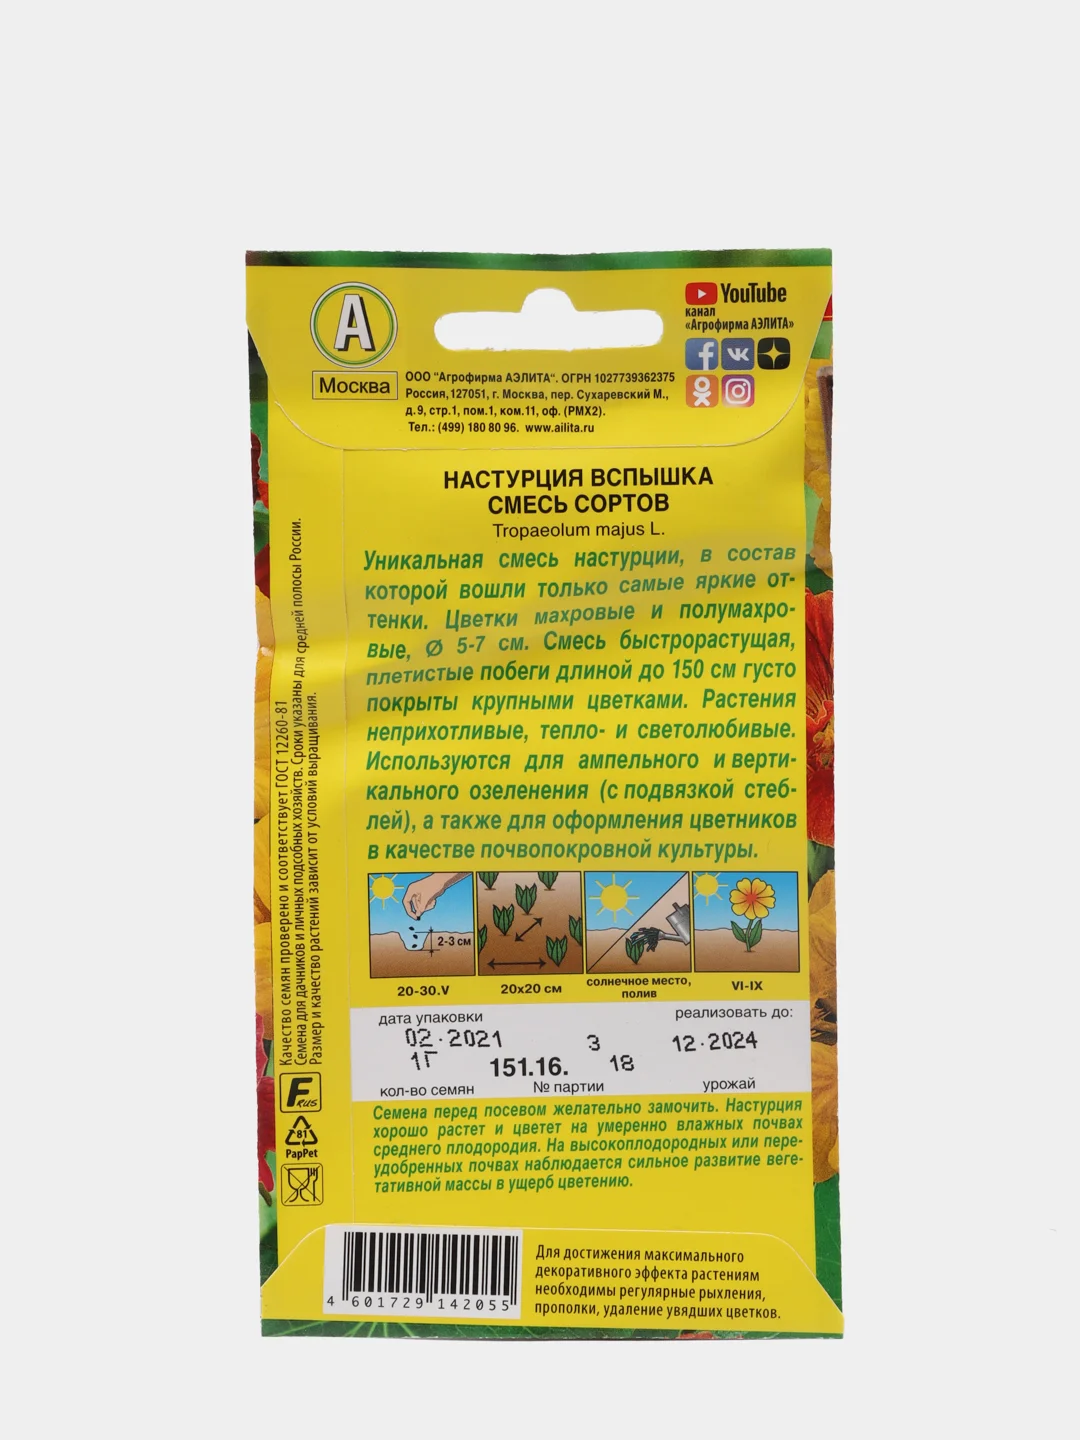 А
Москва
ООО "Агрофирма АЭЛИТА". ОГРН 1027739362375
Россия, 127051, г. Москва, пер. Сухаревский М.,
д.9, стр.1, пом.1, ком.11, оф. (РМХ2).
Тел.: (499) 180 80 96. www.ailita.ru
YouTube
канал
«Агрофирма АЭЛИТА»
НАСТУРЦИЯ ВСПЫШКА
СМЕСЬ СОРТОВ
Tropaeolum majus L.
Уникальная смесь настурции, в состав
которой вошли только самые яркие от-
тенки. Цветки махровые и полумахро-
вые, Ø 5-7 см. Смесь быстрорастущая,
плетистые побеги длиной до 150 см густо
покрыты крупными цветками. Растения
неприхотливые, тепло- и светолюбивые.
Используются для ампельного и верти-
кального озеленения (с подвязкой стеб-
лей), а также для оформления цветников
в качестве почвопокровной культуры.
2-3 см
20-30.V
20x20 см
солнечное место,
полив
VI-IX
дата упаковки
реализовать до:
02·2021
3
12·2024
1Г
151.16.
18
кол-во семян
№ партии
урожай
Семена перед посевом желательно замочить. Настурция
хорошо растет и цветет на умеренно влажных почвах
среднего плодородия. На высокоплодородных или пере-
удобренных почвах наблюдается сильное развитие веге-
тативной массы в ущерб цветению.
Качество семян проверено и соответствует ГОСТ 12260-81
Семена для дачников и личных подсобных хозяйств. Сроки указаны для средней полосы России.
Размер и качество растений зависит от условий выращивания.
F RUS
81
PapPet
4 601729 142055
Для достижения максимального
декоративного эффекта растениям
необходимы регулярные рыхления,
прополки, удаление увядших цветков.